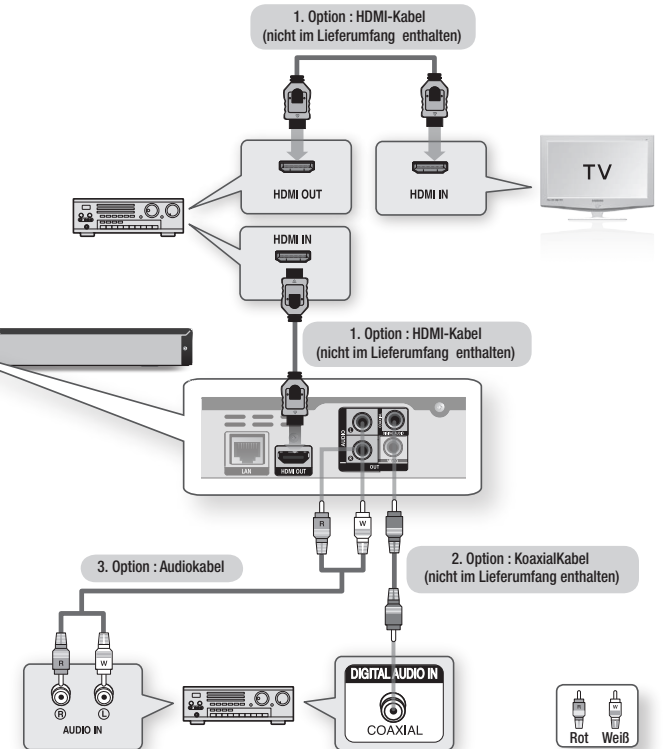 1. Option : HDMI-Kabel
(nicht im Lieferumfang enthalten)
HDMI OUT
HDMI IN
TV
HDMI IN
1. Option : HDMI-Kabel
(nicht im Lieferumfang enthalten)
LAN
HDMI OUT
AUDIO
L
R
OUT
R
W
3. Option : Audiokabel
2. Option : KoaxialKabel
(nicht im Lieferumfang enthalten)
R
W
R
L
AUDIO IN
DIGITAL AUDIO IN
COAXIAL
R
W
Rot
Weiß